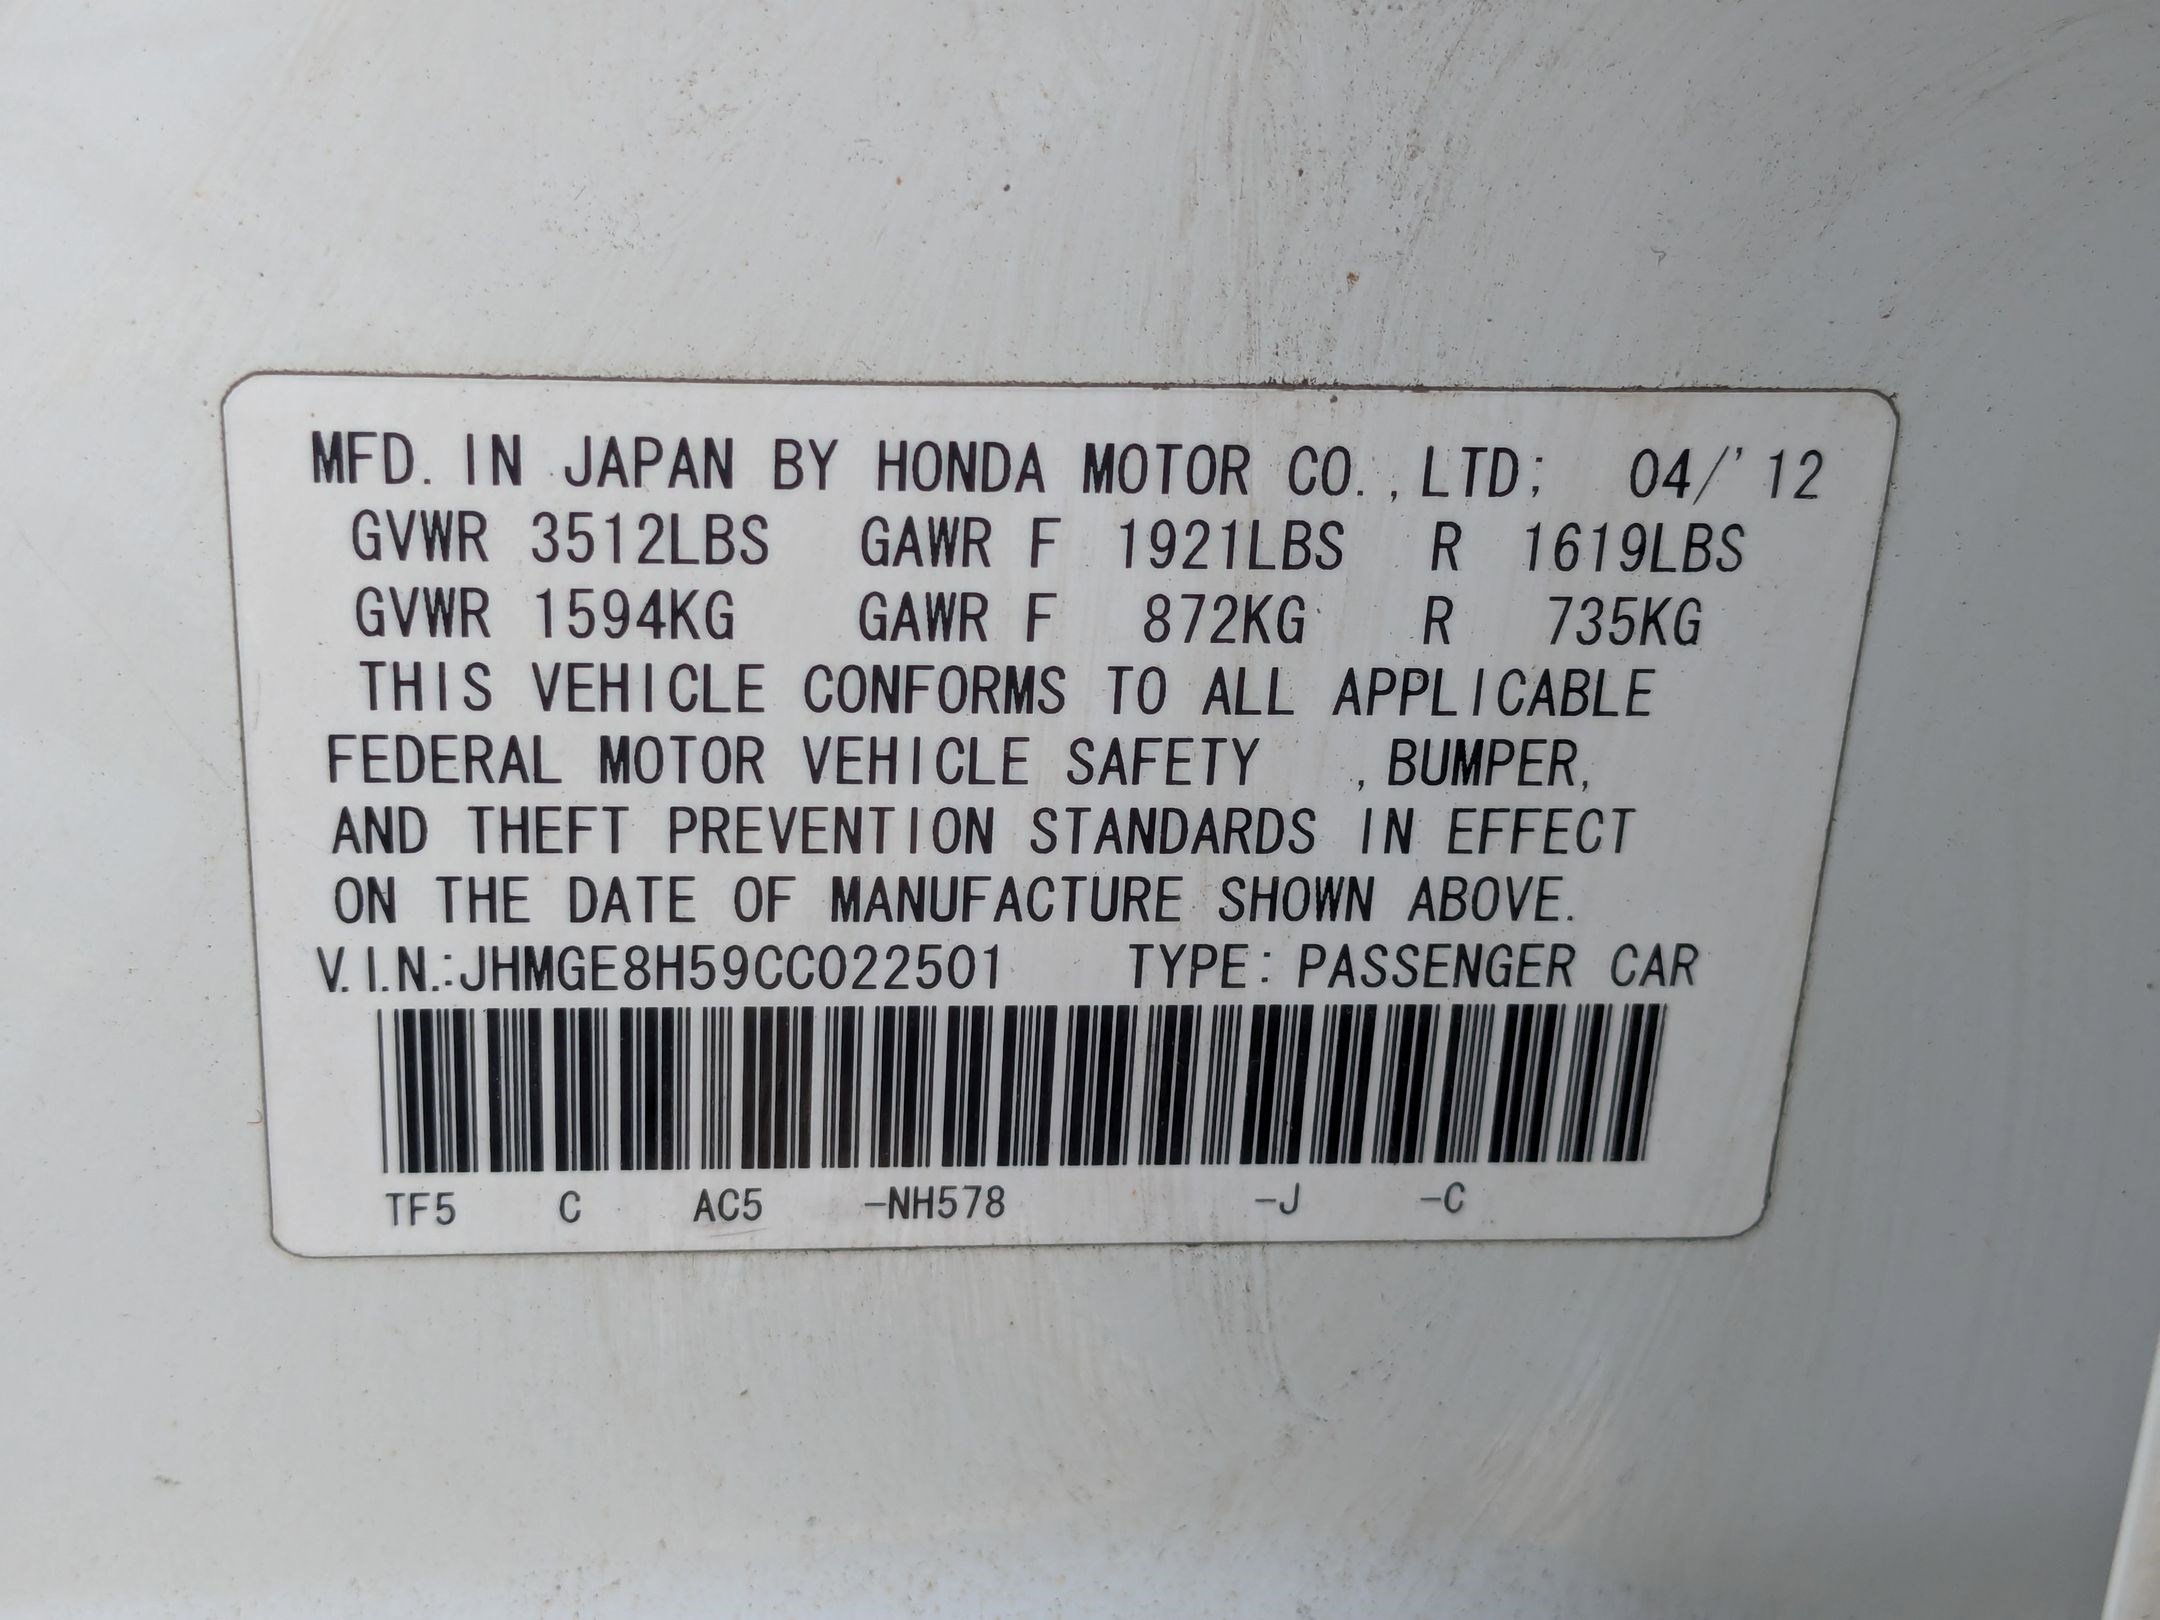 MFD. IN JAPAN BY HONDA MOTOR CO.,LTD; 04/'12
GVWR 3512LBS GAWR F 1921LBS R 1619LBS
GVWR 1594KG GAWR F 872KG R 735KG
THIS VEHICLE CONFORMS TO ALL APPLICABLE
FEDERAL MOTOR VEHICLE SAFETY ,BUMPER,
AND THEFT PREVENTION STANDARDS IN EFFECT
ON THE DATE OF MANUFACTURE SHOWN ABOVE.
V.I.N.:JHMGE8H59CC022501 TYPE: PASSENGER CAR
TF5 C AC5 -NH578 -J -C